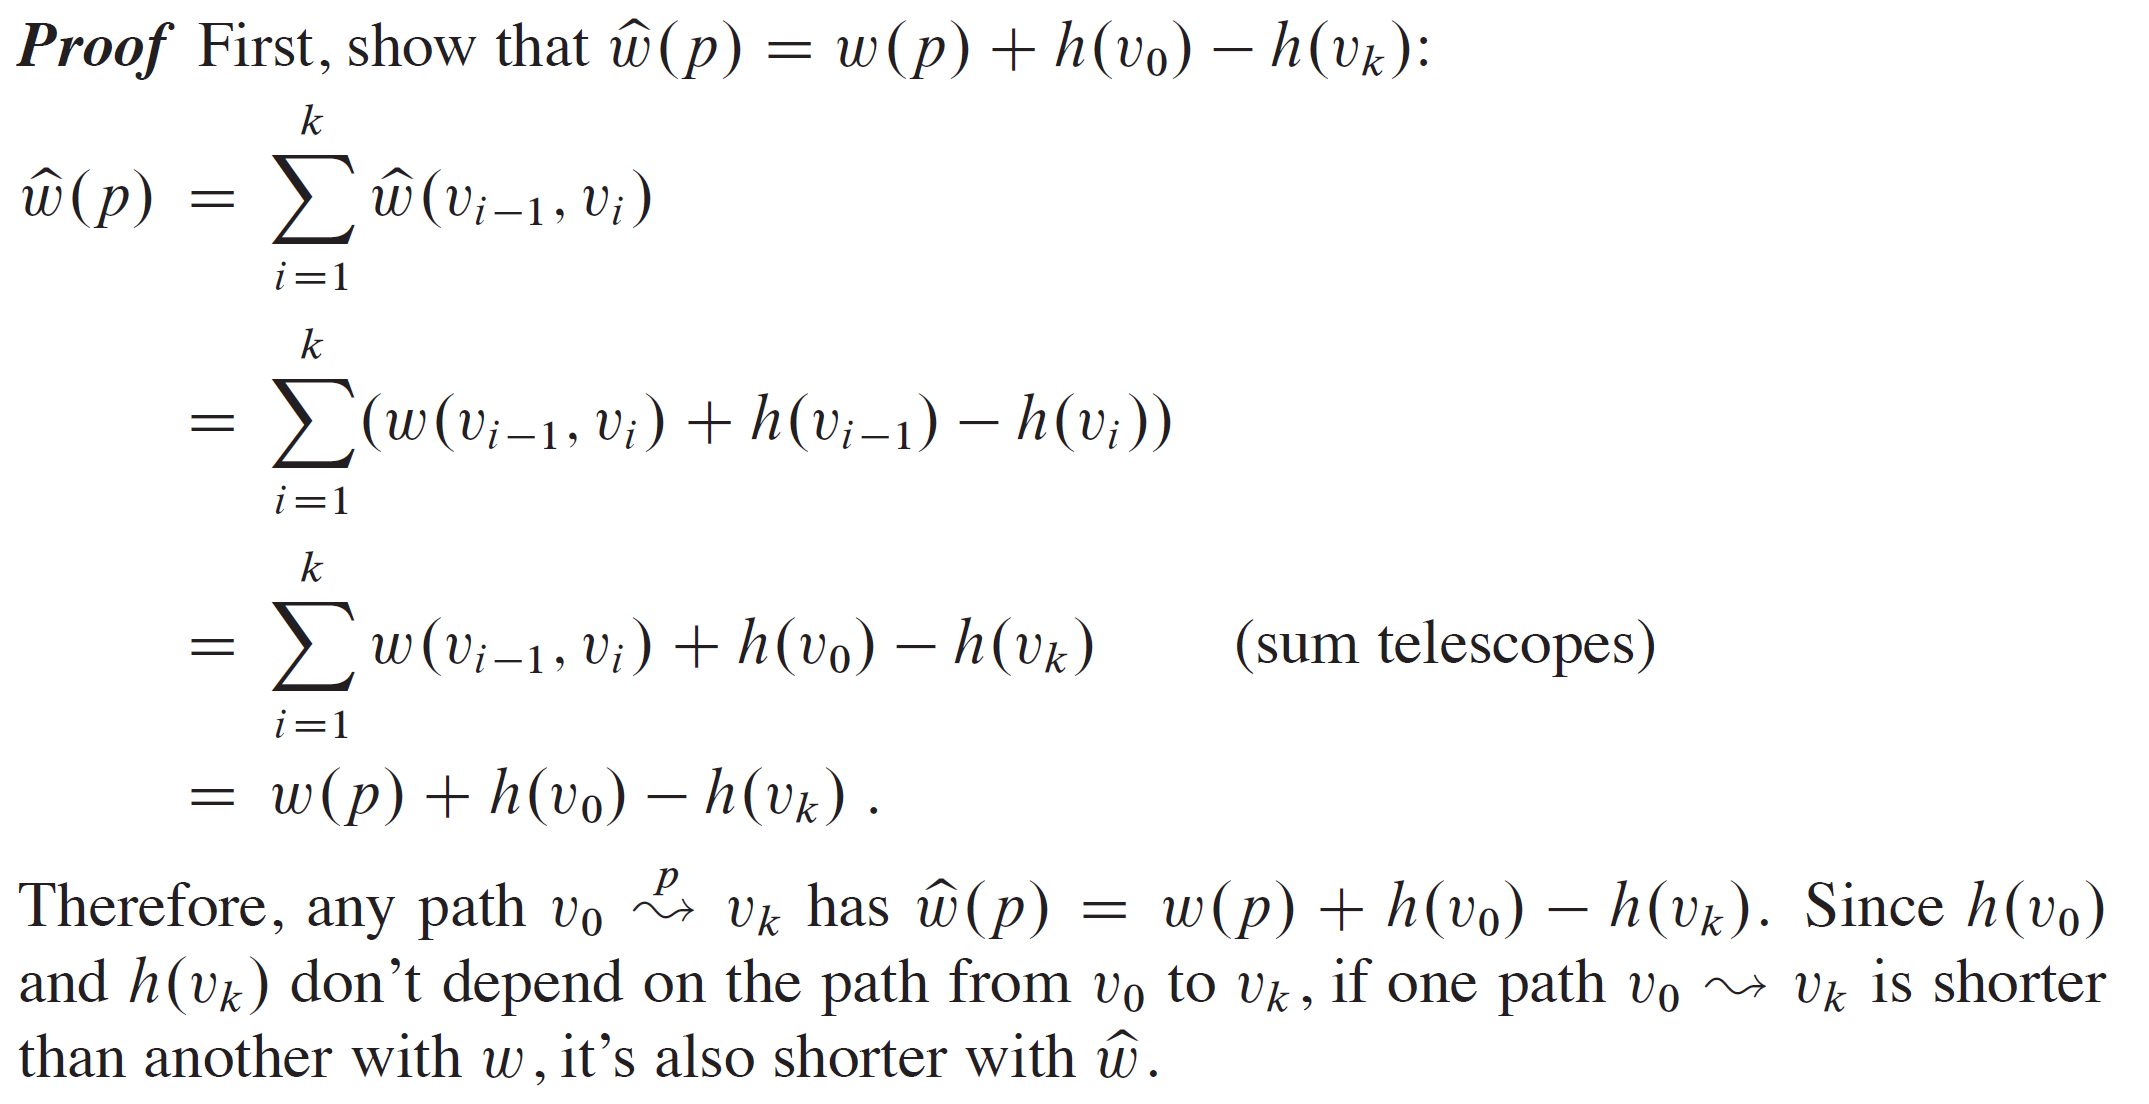 Proof First, show that ŵ(p) = w(p) + h(v₀) − h(vₖ):
ŵ(p) = ∑_{i=1}^{k} ŵ(v_{i−1}, v_i)
= ∑_{i=1}^{k} (w(v_{i−1}, v_i) + h(v_{i−1}) − h(v_i))
= ∑_{i=1}^{k} w(v_{i−1}, v_i) + h(v₀) − h(vₖ) (sum telescopes)
= w(p) + h(v₀) − h(vₖ) .
Therefore, any path v₀ ⤳^p vₖ has ŵ(p) = w(p) + h(v₀) − h(vₖ). Since h(v₀)
and h(vₖ) don’t depend on the path from v₀ to vₖ, if one path v₀ ⤳ vₖ is shorter
than another with w, it’s also shorter with ŵ.